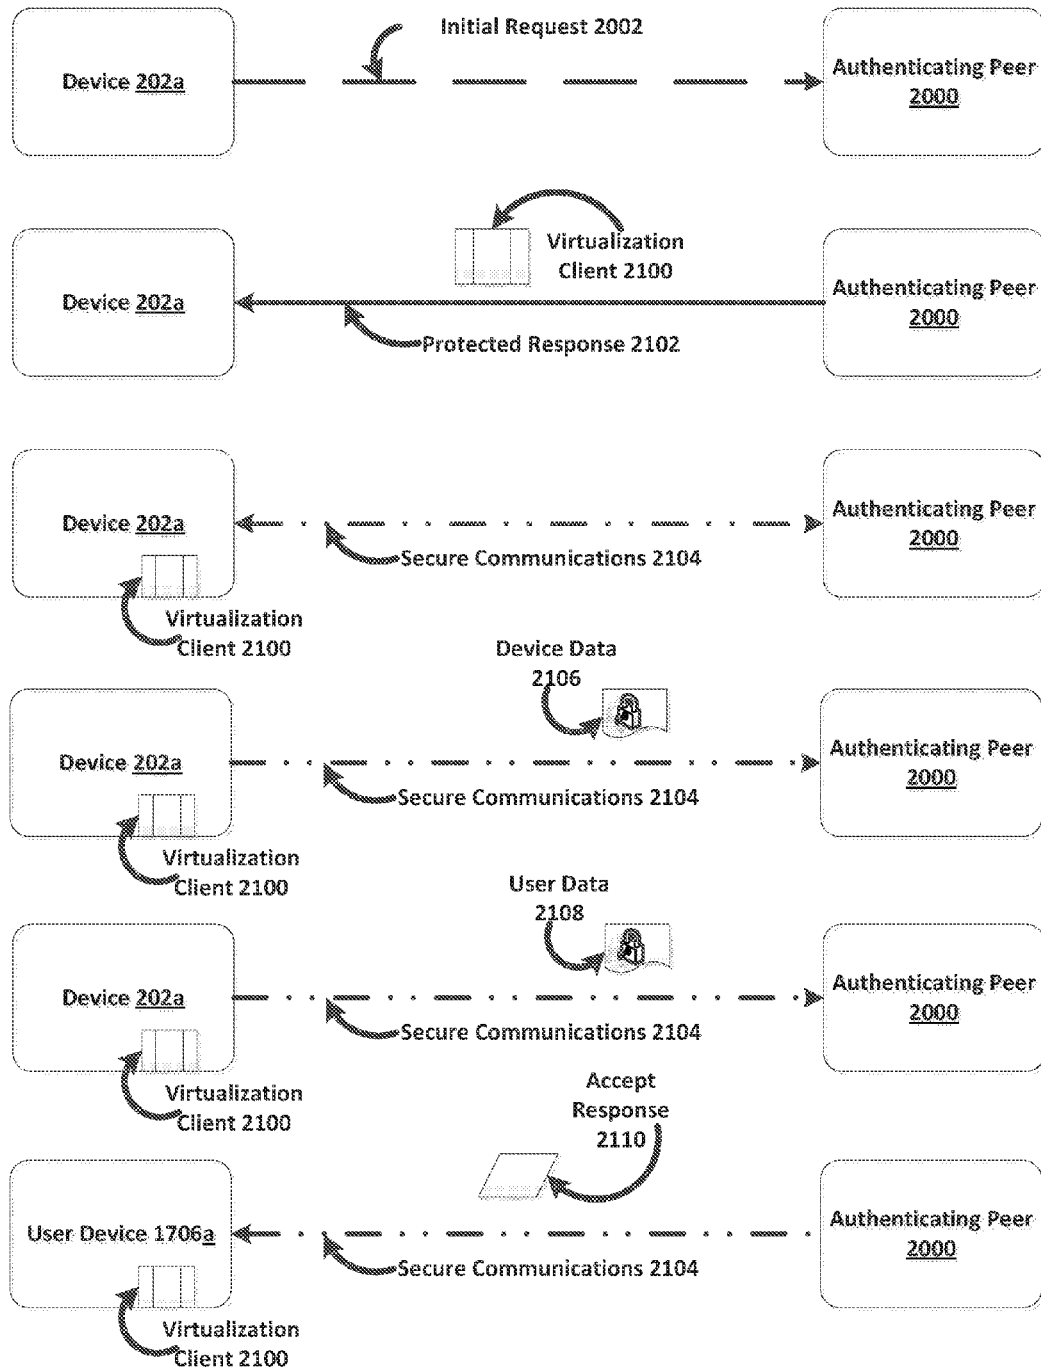 Initial Request 2002
Device 202a
Authenticating Peer
2000
Virtualization
Client 2100
Device 202a
Authenticating Peer
2000
Protected Response 2102
Device 202a
Authenticating Peer
2000
Secure Communications 2104
Virtualization
Client 2100
Device Data
2106
Device 202a
Authenticating Peer
2000
Secure Communications 2104
Virtualization
Client 2100
User Data
2108
Device 202a
Authenticating Peer
2000
Secure Communications 2104
Virtualization
Client 2100
Accept
Response
2110
User Device 1706a
Authenticating Peer
2000
Secure Communications 2104
Virtualization
Client 2100